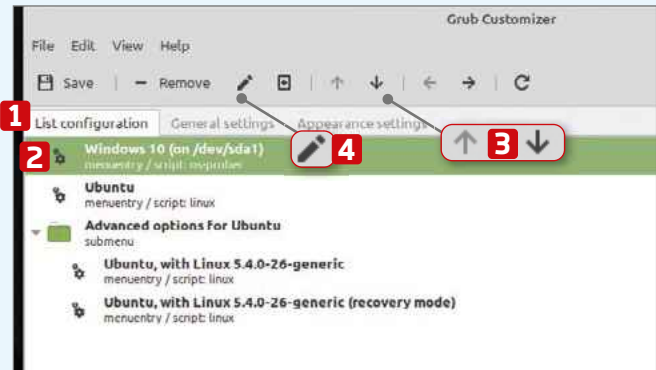 Grub Customizer
File Edit View Help
Save Remove
1
List configuration General settings Appearance settings
3
4
2
Windows 10 (on /dev/sda1)
menuentry / script: osprober
Ubuntu
menuentry / script: linux
Advanced options for Ubuntu
submenu
Ubuntu, with Linux 5.4.0-26-generic
menuentry / script: linux
Ubuntu, with Linux 5.4.0-26-generic (recovery mode)
menuentry / script: linux